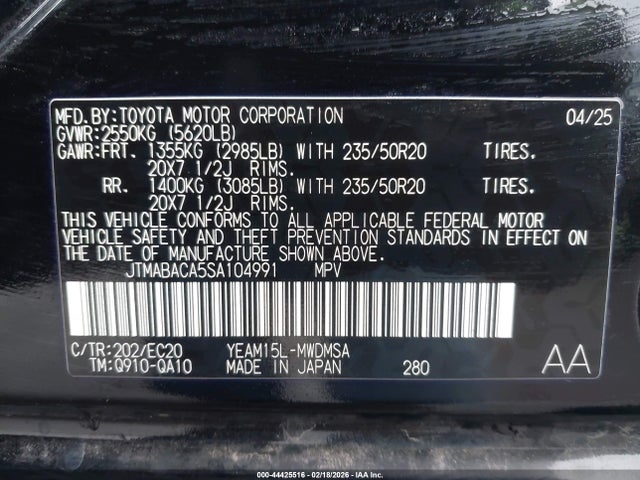 MFD.BY:TOYOTA MOTOR CORPORATION 04/25
GVWR:2550KG (5620LB)
GAWR:FRT. 1355KG (2985LB) WITH 235/50R20 TIRES.
20X7 1/2J RIMS.
RR. 1400KG (3085LB) WITH 235/50R20 TIRES.
20X7 1/2J RIMS.
THIS VEHICLE CONFORMS TO ALL APPLICABLE FEDERAL MOTOR
VEHICLE SAFETY AND THEFT PREVENTION STANDARDS IN EFFECT ON
THE DATE OF MANUFACTURE SHOWN ABOVE.
JTMABACA5SA104991 MPV
C/TR:202/EC20 YEAM15L-MWDMSA AA
TM:Q910-QA10 MADE IN JAPAN 280
000-44425516 - 02/18/2026 - IAA Inc.